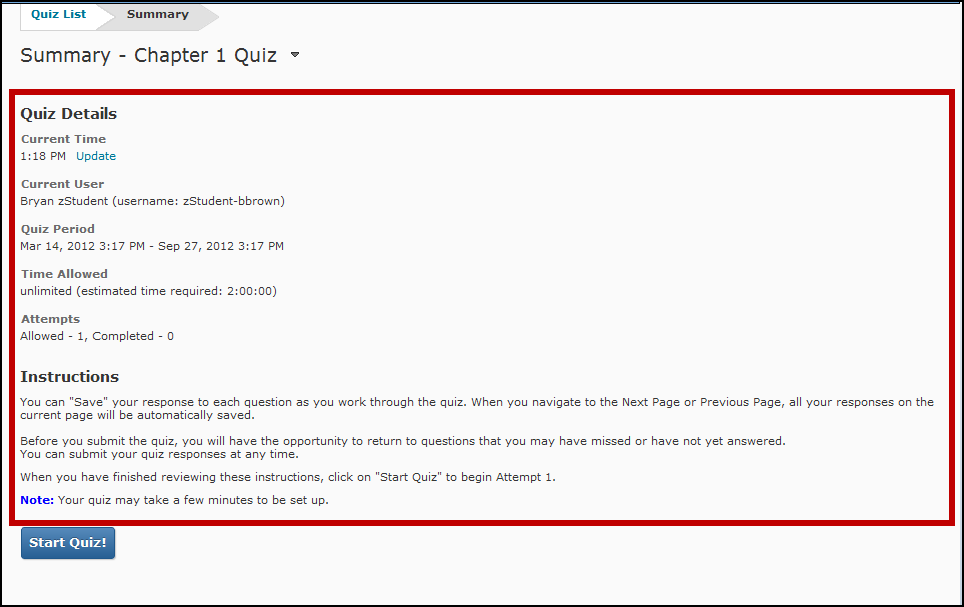 Quiz List Summary
Summary - Chapter 1 Quiz
Quiz Details
Current Time
1:18 PM Update
Current User
Bryan zStudent (username: zStudent-bbrown)
Quiz Period
Mar 14, 2012 3:17 PM - Sep 27, 2012 3:17 PM
Time Allowed
unlimited (estimated time required: 2:00:00)
Attempts
Allowed - 1, Completed - 0
Instructions
You can "Save" your response to each question as you work through the quiz. When you navigate to the Next Page or Previous Page, all your responses on the
current page will be automatically saved.
Before you submit the quiz, you will have the opportunity to return to questions that you may have missed or have not yet answered.
You can submit your quiz responses at any time.
When you have finished reviewing these instructions, click on "Start Quiz" to begin Attempt 1.
Note: Your quiz may take a few minutes to be set up.
Start Quiz!